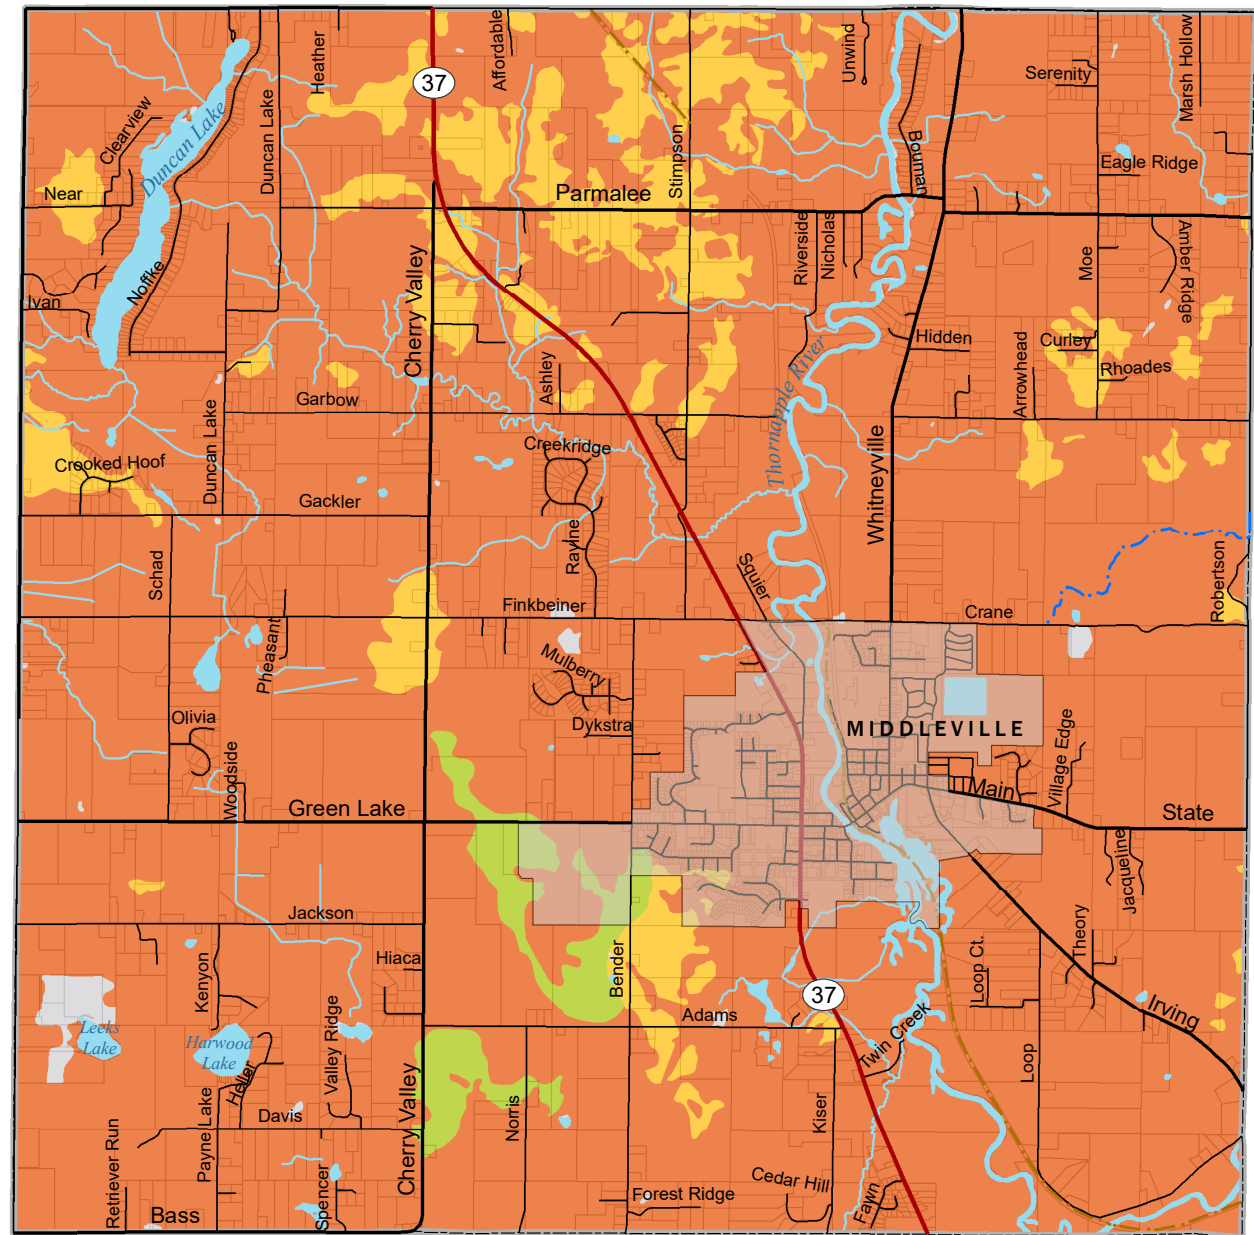 Heather
37
Affordable
Unwind
Serenity
Marsh Hollow
Clearview
Duncan Lake
Duncan Lake
Stimpson
Bouman
Eagle Ridge
Near
Parmalee
Ivan
Noffke
Cherry Valley
Riverside
Nicholas
Moe
Amber Ridge
Hidden
Curley
Arrowhead
Rhoades
Ashley
Garbow
Thornapple River
Duncan Lake
Crooked Hoof
Creekridge
Gackler
Whitneyville
Schad
Ravine
Squier
Robertson
Finkbeiner
Crane
Pheasant
Mulberry
Olivia
Dykstra
MIDDLEVILLE
Woodside
Village Edge
Main
Green Lake
State
Jacqueline
Jackson
Hiaca
Kenyon
Bender
Loop Ct.
Theory
37
Adams
Irving
Leeks
Lake
Harwood
Lake
Valley Ridge
Twin Creek
Loop
Heller
Davis
Payne Lake
Cherry Valley
Norris
Kiser
Retriever Run
Spencer
Bass
Forest Ridge
Cedar Hill
Fawn